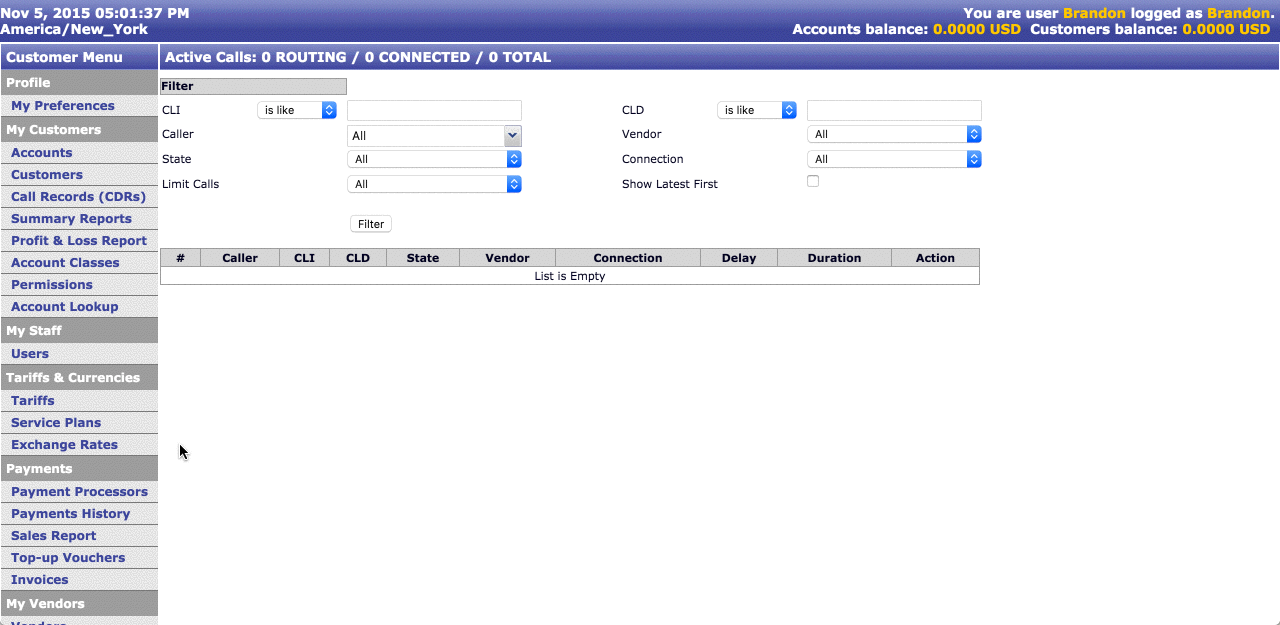 Nov 5, 2015 05:01:37 PM
America/New_York
You are user Brandon logged as Brandon.
Accounts balance: 0.0000 USD Customers balance: 0.0000 USD
Customer Menu
Profile
My Preferences
My Customers
Accounts
Customers
Call Records (CDRs)
Summary Reports
Profit & Loss Report
Account Classes
Permissions
Account Lookup
My Staff
Users
Tariffs & Currencies
Tariffs
Service Plans
Exchange Rates
Payments
Payment Processors
Payments History
Sales Report
Top-up Vouchers
Invoices
My Vendors
Vendors
Active Calls: 0 ROUTING / 0 CONNECTED / 0 TOTAL
Filter
CLI is like CLD is like
Caller All Vendor All
State All Connection All
Limit Calls All Show Latest First
Filter
# Caller CLI CLD State Vendor Connection Delay Duration Action
List is Empty